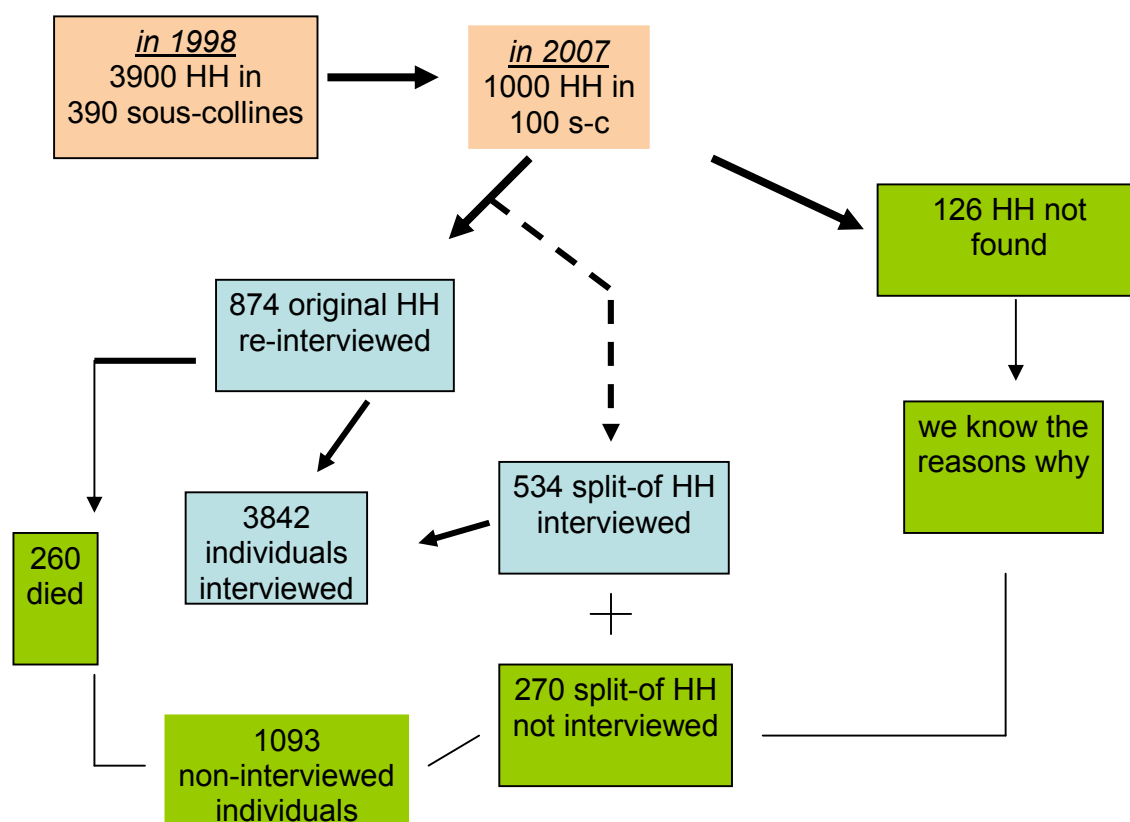 in 1998
3900 HH in
390 sous-collines
in 2007
1000 HH in
100 s-c
126 HH not
found
874 original HH
re-interviewed
we know the
reasons why
534 split-of HH
interviewed
3842
individuals
interviewed
260
died
270 split-of HH
not interviewed
1093
non-interviewed
individuals